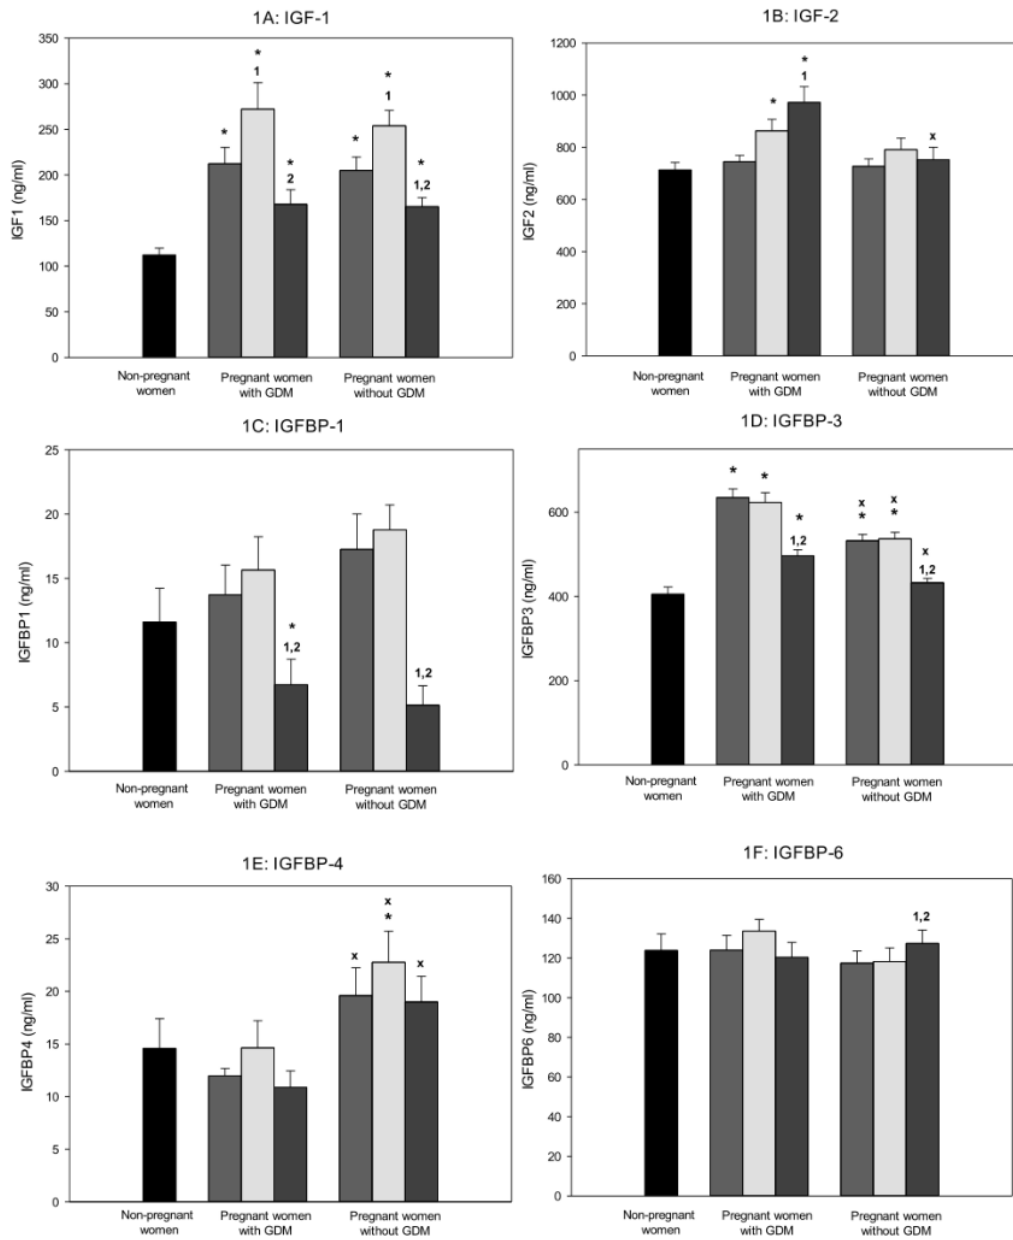 1A: IGF-1
350
300
250
200
150
100
50
0
IGF1 (ng/ml)
*
*
1
*
2
*
*
1
*
1,2
Non-pregnant
women
Pregnant women
with GDM
Pregnant women
without GDM
1B: IGF-2
1200
1000
800
600
400
200
0
IGF2 (ng/ml)
*
*
1
x
Non-pregnant
women
Pregnant women
with GDM
Pregnant women
without GDM
1C: IGFBP-1
25
20
15
10
5
0
IGFBP1 (ng/ml)
*
1,2
1,2
Non-pregnant
women
Pregnant women
with GDM
Pregnant women
without GDM
1D: IGFBP-3
600
400
200
0
IGFBP3 (ng/ml)
*
*
*
1,2
x
*
x
*
x
1,2
Non-pregnant
women
Pregnant women
with GDM
Pregnant women
without GDM
1E: IGFBP-4
30
25
20
15
10
5
0
IGFBP4 (ng/ml)
x
x
*
x
Non-pregnant
women
Pregnant women
with GDM
Pregnant women
without GDM
1F: IGFBP-6
160
140
120
100
80
60
40
20
0
IGFBP6 (ng/ml)
1,2
Non-pregnant
women
Pregnant women
with GDM
Pregnant women
without GDM